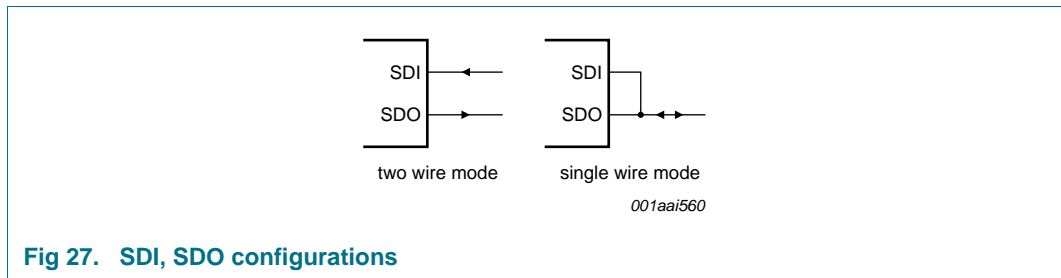 SDI
SDO
two wire mode
SDI
SDO
single wire mode
001aai560
Fig 27. SDI, SDO configurations